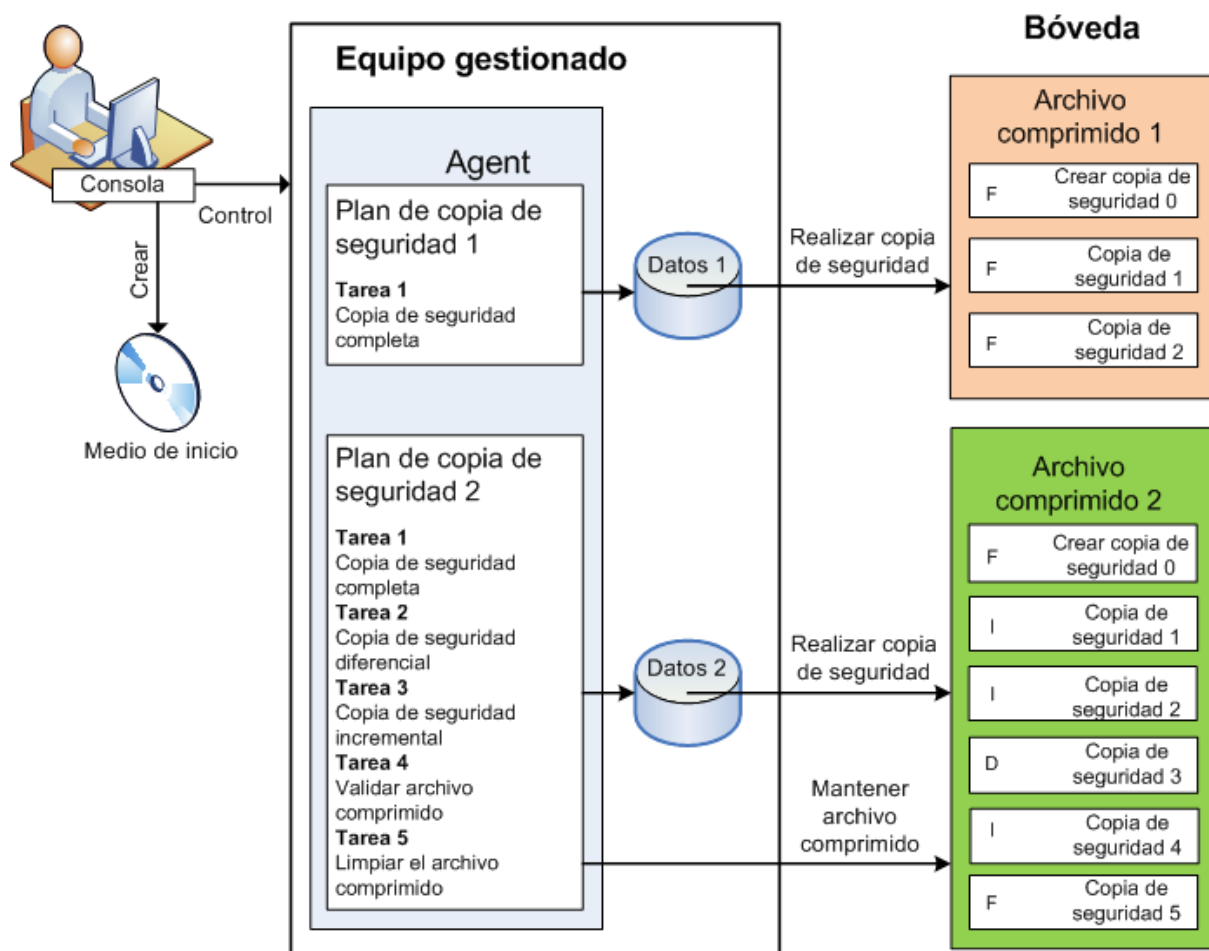 Consola
Control
Crear
Medio de inicio
Equipo gestionado
Agent
Plan de copia de
seguridad 1
Tarea 1
Copia de seguridad
completa
Plan de copia de
seguridad 2
Tarea 1
Copia de seguridad
completa
Tarea 2
Copia de seguridad
diferencial
Tarea 3
Copia de seguridad
incremental
Tarea 4
Validar archivo
comprimido
Tarea 5
Limpiar el archivo
comprimido
Datos 1
Datos 2
Realizar copia
de seguridad
Realizar copia
de seguridad
Mantener
archivo
comprimido
Bóveda
Archivo
comprimido 1
F
Crear copia de
seguridad 0
F
Copia de
seguridad 1
F
Copia de
seguridad 2
Archivo
comprimido 2
F
Crear copia de
seguridad 0
I
Copia de
seguridad 1
I
Copia de
seguridad 2
D
Copia de
seguridad 3
I
Copia de
seguridad 4
F
Copia de
seguridad 5